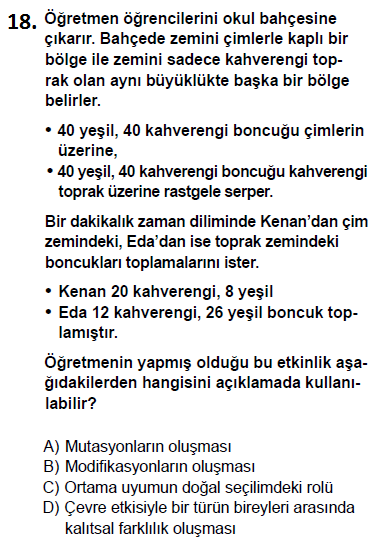 18. Öğretmen öğrencilerini okul bahçesine
çıkarır. Bahçede zemini çimlerle kaplı bir
bölge ile zemini sadece kahverengi top-
rak olan aynı büyüklükte başka bir bölge
belirler.
• 40 yeşil, 40 kahverengi boncuğu çimlerin
üzerine,
• 40 yeşil, 40 kahverengi boncuğu kahverengi
toprak üzerine rastgele serper.
Bir dakikalık zaman diliminde Kenan'dan çim
zemindeki, Eda'dan ise toprak zemindeki
boncukları toplamalarını ister.
• Kenan 20 kahverengi, 8 yeşil
• Eda 12 kahverengi, 26 yeşil boncuk top-
lamıştır.
Öğretmenin yapmış olduğu bu etkinlik aşa-
ğıdakilerden hangisini açıklamada kullanı-
labilir?
A) Mutasyonların oluşması
B) Modifikasyonların oluşması
C) Ortama uyumun doğal seçilimdeki rolü
D) Çevre etkisiyle bir türün bireyleri arasında
kalıtsal farklılık oluşması